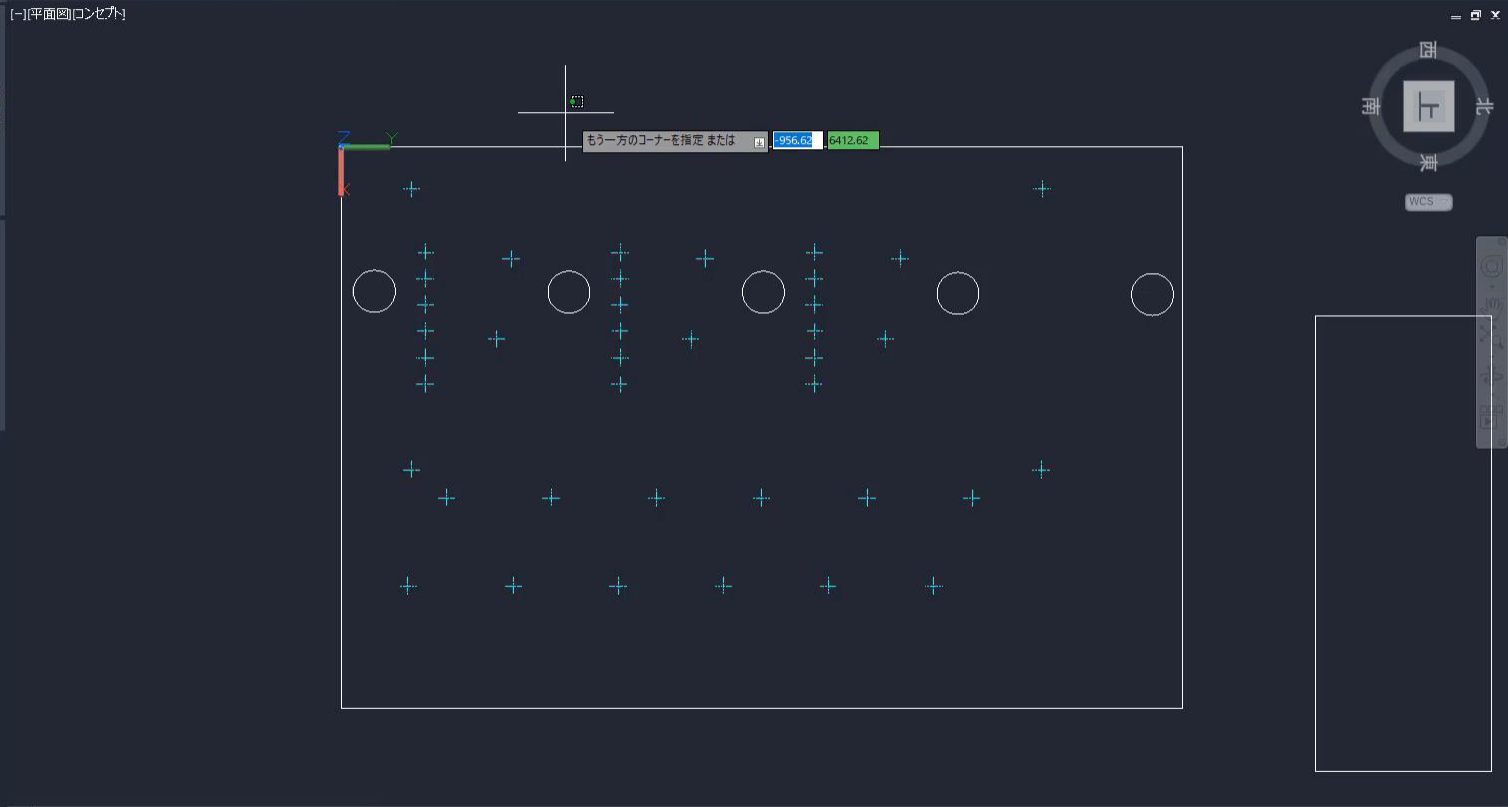 [−][平面図][コンセプト]
西
南
上
北
東
WCS
Z
Y
もう一方のコーナーを指定 または
-956.62
6412.62
X